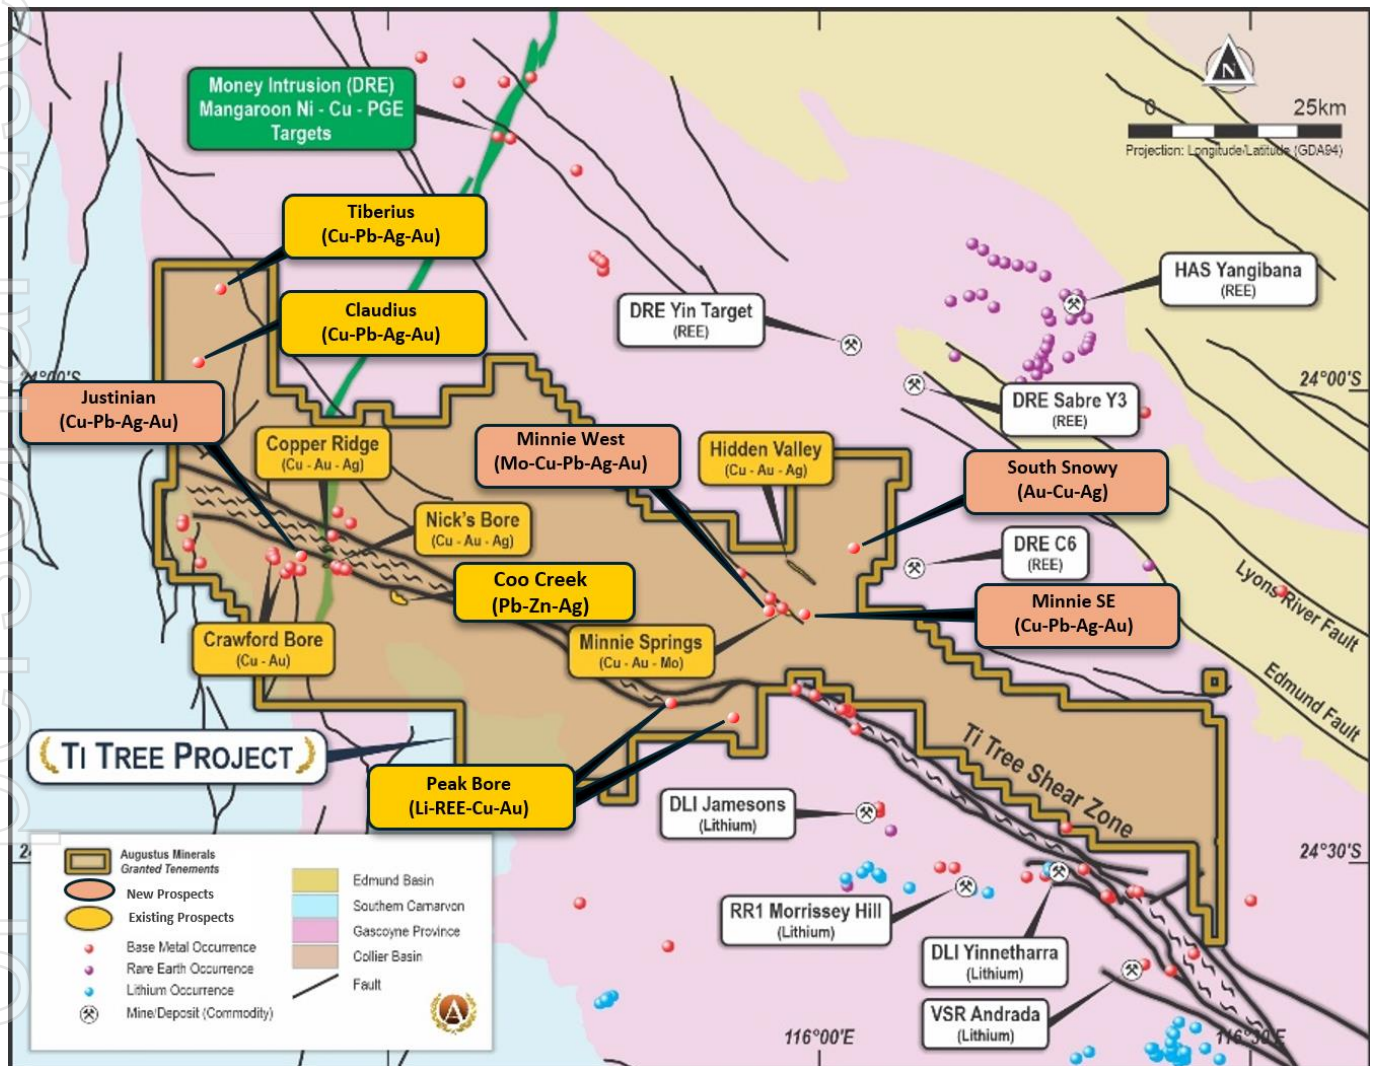 Money Intrusion (DRE)
Mangaroon Ni - Cu - PGE
Targets
N
0 25km
Projection: Longitude/Latitude (GDA94)
Tiberius
(Cu-Pb-Ag-Au)
HAS Yangibana
(REE)
DRE Yin Target
(REE)
Claudius
(Cu-Pb-Ag-Au)
24°00'S
Justinian
(Cu-Pb-Ag-Au)
DRE Sabre Y3
(REE)
Copper Ridge
(Cu - Au - Ag)
Minnie West
(Mo-Cu-Pb-Ag-Au)
Hidden Valley
(Cu - Au - Ag)
South Snowy
(Au-Cu-Ag)
Nick's Bore
(Cu - Au - Ag)
DRE C6
(REE)
Coo Creek
(Pb-Zn-Ag)
Lyons River Fault
Minnie SE
(Cu-Pb-Ag-Au)
Crawford Bore
(Cu - Au)
Minnie Springs
(Cu - Au - Mo)
Edmund Fault
TI TREE PROJECT
Ti Tree Shear Zone
Peak Bore
(Li-REE-Cu-Au)
DLI Jamesons
(Lithium)
24°30'S
RR1 Morrissey Hill
(Lithium)
DLI Yinnetharra
(Lithium)
VSR Andrada
(Lithium)
116°00'E
116°30'E
Augustus Minerals
Granted Tenements
New Prospects
Existing Prospects
Base Metal Occurrence
Rare Earth Occurrence
Lithium Occurrence
Mine/Deposit (Commodity)
Edmund Basin
Southern Carnarvon
Gascoyne Province
Collier Basin
Fault
A